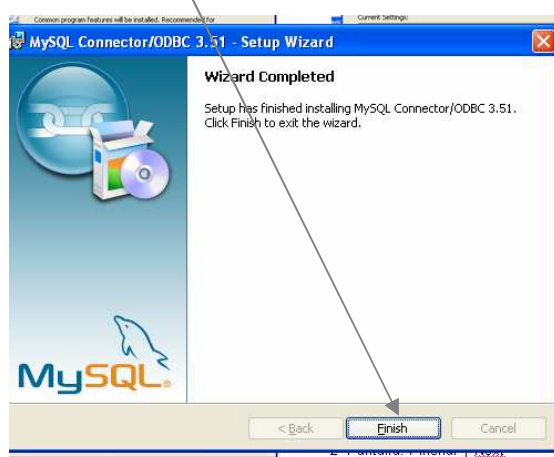 Common program features will be installed. Recommended for
Current Settings:
MySQL Connector/ODBC 3.51 - Setup Wizard
Wizard Completed
Setup has finished installing MySQL Connector/ODBC 3.51.
Click Finish to exit the wizard.
MySQL
< Back
Finish
Cancel